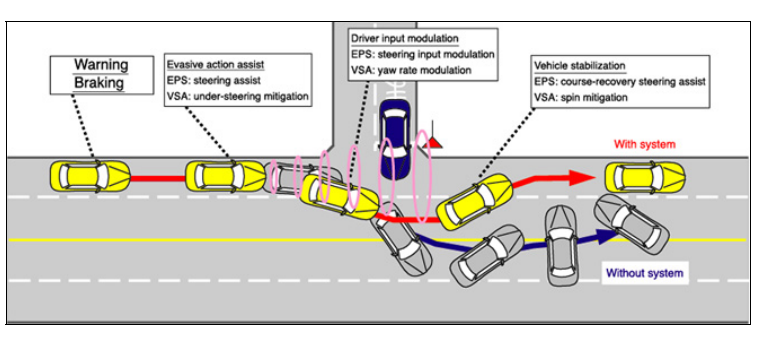 Warning
Braking
Evasive action assist
EPS: steering assist
VSA: under-steering mitigation
Driver input modulation
EPS: steering input modulation
VSA: yaw rate modulation
Vehicle stabilization
EPS: course-recovery steering assist
VSA: spin mitigation
With system
Without system